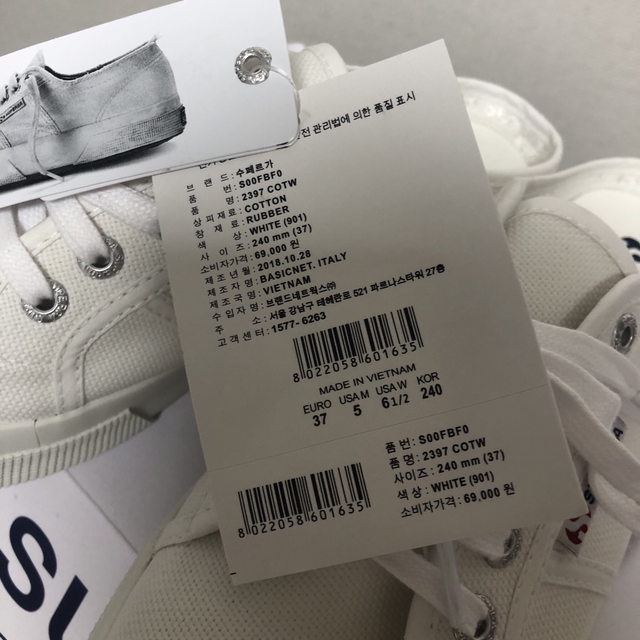 전 관리법에 의한 품질 표시
브 랜 드 : 수페르가
품 번 : S00FBF0
품 명 : 2397 COTW
상 피 재 료 : COTTON
창 재 료 : RUBBER
색 상 : WHITE (901)
사 이 즈 : 240 mm (37)
소비자가격 : 69,000 원
제조년월 : 2018.10.28
제 조 자 명 : BASICNET. ITALY
제 조 국 명 : VIETNAM
수 입 자 명 : 브랜드네트웍스㈜
주 소 : 서울 강남구 테헤란로 521 파르나스타워 27층
고객센터 : 1577-6263
8022058601635
MADE IN VIETNAM
EURO USA M USA W KOR
37 5 6 1/2 240
품 번 : S00FBF0
품 명 : 2397 COTW
사 이 즈 : 240 mm (37)
색 상 : WHITE (901)
소비자가격 : 69,000 원
8022058601635